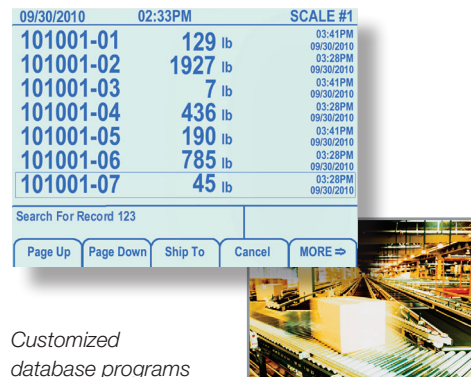 09/30/2010 02:33PM SCALE #1
101001-01 129 lb 03:41PM 09/30/2010
101001-02 1927 lb 03:28PM 09/30/2010
101001-03 7 lb 03:41PM 09/30/2010
101001-04 436 lb 03:28PM 09/30/2010
101001-05 190 lb 03:41PM 09/30/2010
101001-06 785 lb 03:28PM 09/30/2010
101001-07 45 lb 03:28PM 09/30/2010
Search For Record 123
Page Up Page Down Ship To Cancel MORE ⇨
Customized
database programs